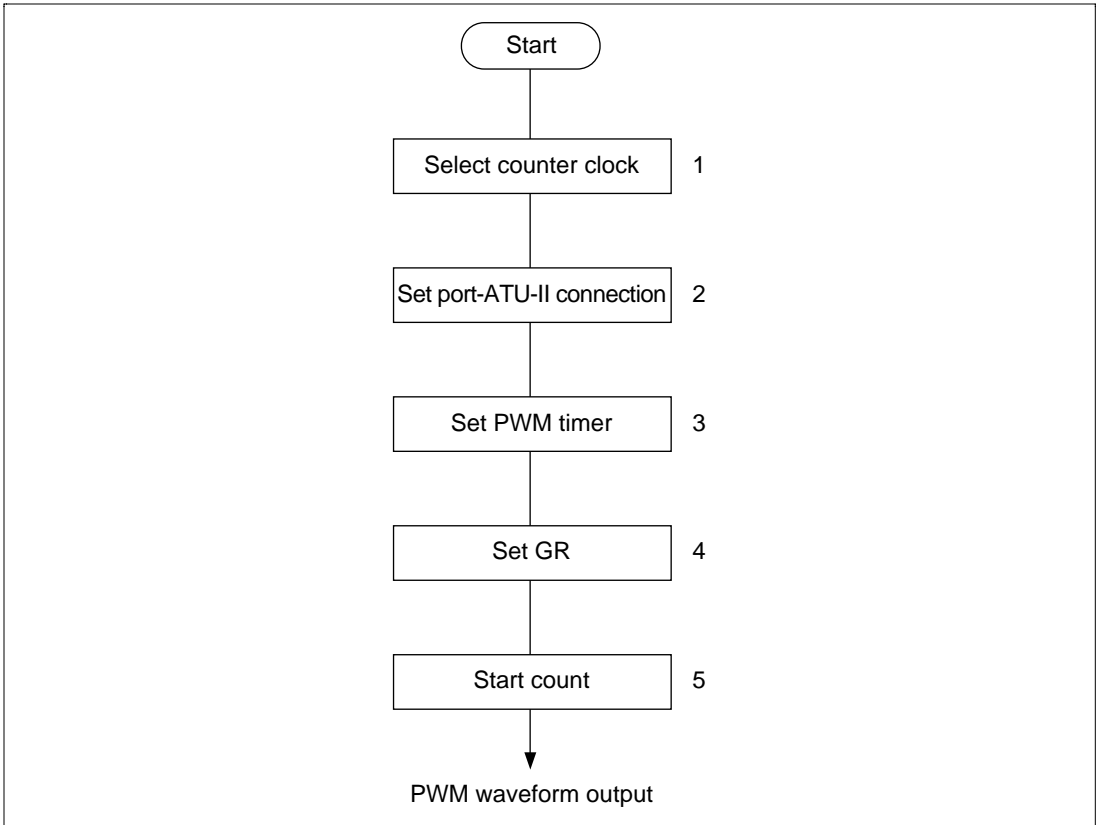 Start
Select counter clock 1
Set port-ATU-II connection 2
Set PWM timer 3
Set GR 4
Start count 5
PWM waveform output